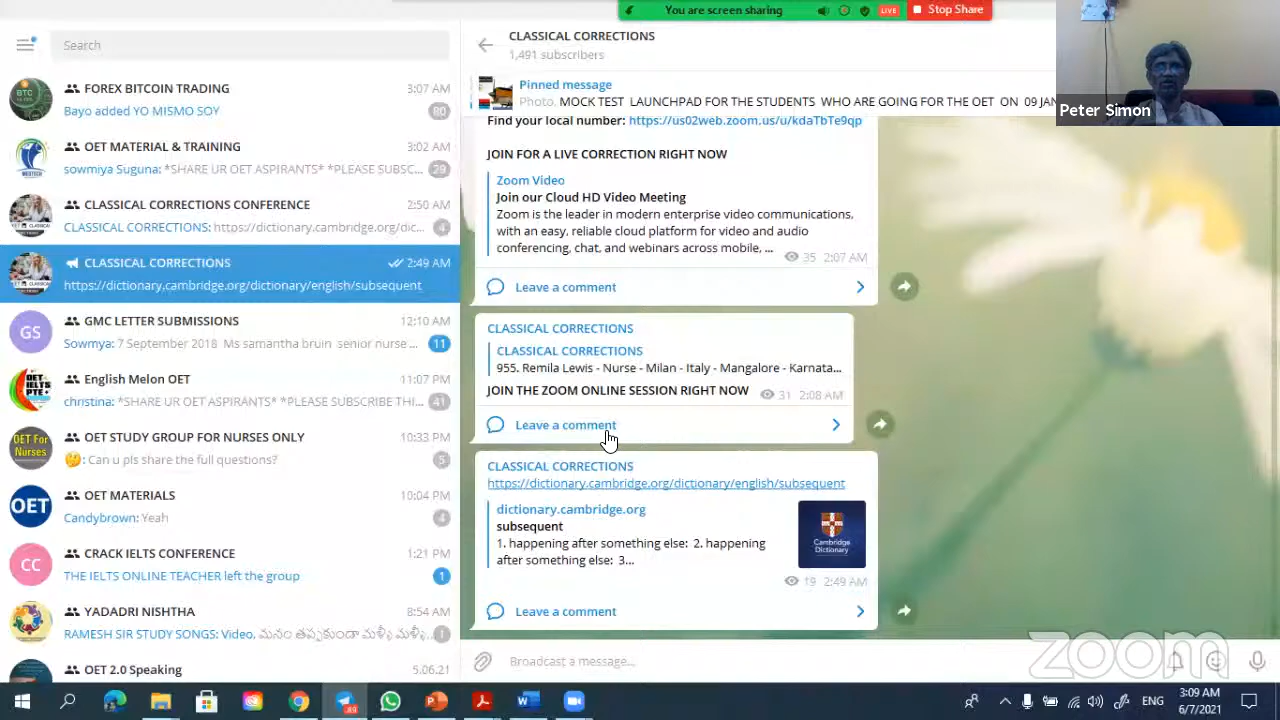 You are screen sharing
LIVE
Stop Share
Search
FOREX BITCOIN TRADING
3:07 AM
Bayo added YO MISMO SOY
80
OET MATERIAL & TRAINING
3:02 AM
sowmiya Suguna: *SHARE UR OET ASPIRANTS* *PLEASE SUBSC...
29
CLASSICAL CORRECTIONS CONFERENCE
2:50 AM
CLASSICAL CORRECTIONS: https://dictionary.cambridge.org/dic...
4
CLASSICAL CORRECTIONS
2:49 AM
https://dictionary.cambridge.org/dictionary/english/subsequent
GS
GMC LETTER SUBMISSIONS
12:10 AM
Sowmya: 7 September 2018 Ms samantha bruin senior nurse ...
11
English Melon OET
11:07 PM
christina: *SHARE UR OET ASPIRANTS* *PLEASE SUBSCRIBE THI...
41
OET For
Nurses
OET STUDY GROUP FOR NURSES ONLY
10:33 PM
: Can u pls share the full questions?
5
OET
OET MATERIALS
10:04 PM
Candybrown: Yeah
4
CC
CRACK IELTS CONFERENCE
1:21 PM
THE IELTS ONLINE TEACHER left the group
1
YADADRI NISHTHA
8:54 AM
RAMESH SIR STUDY SONGS: Video, మనం తప్పకుండా మళ్ళీ మళ్ళీ...
1
OET 2.0 Speaking
5.06.21
CLASSICAL CORRECTIONS
1,491 subscribers
Pinned message
Photo. MOCK TEST LAUNCHPAD FOR THE STUDENTS WHO ARE GOING FOR THE OET ON 09 JAN
Peter Simon
Find your local number: https://us02web.zoom.us/u/kdaTbTe9qp
JOIN FOR A LIVE CORRECTION RIGHT NOW
Zoom Video
Join our Cloud HD Video Meeting
Zoom is the leader in modern enterprise video communications,
with an easy, reliable cloud platform for video and audio
conferencing, chat, and webinars across mobile, ...
35 2:07 AM
Leave a comment
CLASSICAL CORRECTIONS
CLASSICAL CORRECTIONS
955. Remila Lewis - Nurse - Milan - Italy - Mangalore - Karnata...
JOIN THE ZOOM ONLINE SESSION RIGHT NOW
31 2:08 AM
Leave a comment
CLASSICAL CORRECTIONS
https://dictionary.cambridge.org/dictionary/english/subsequent
dictionary.cambridge.org
subsequent
1. happening after something else: 2. happening
after something else: 3...
Cambridge
Dictionary
19 2:49 AM
Leave a comment
Broadcast a message...
zoom
ENG
3:09 AM
6/7/2021